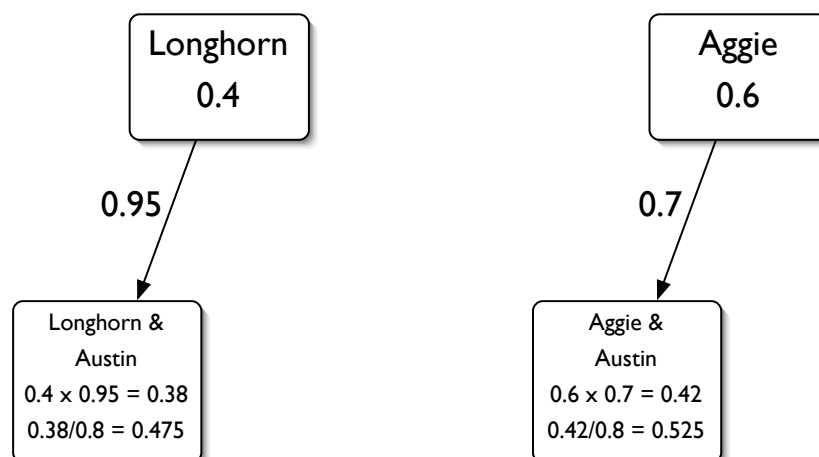 Longhorn
0.4
Aggie
0.6
0.95
0.7
Longhorn &
Austin
0.4 x 0.95 = 0.38
0.38/0.8 = 0.475
Aggie &
Austin
0.6 x 0.7 = 0.42
0.42/0.8 = 0.525